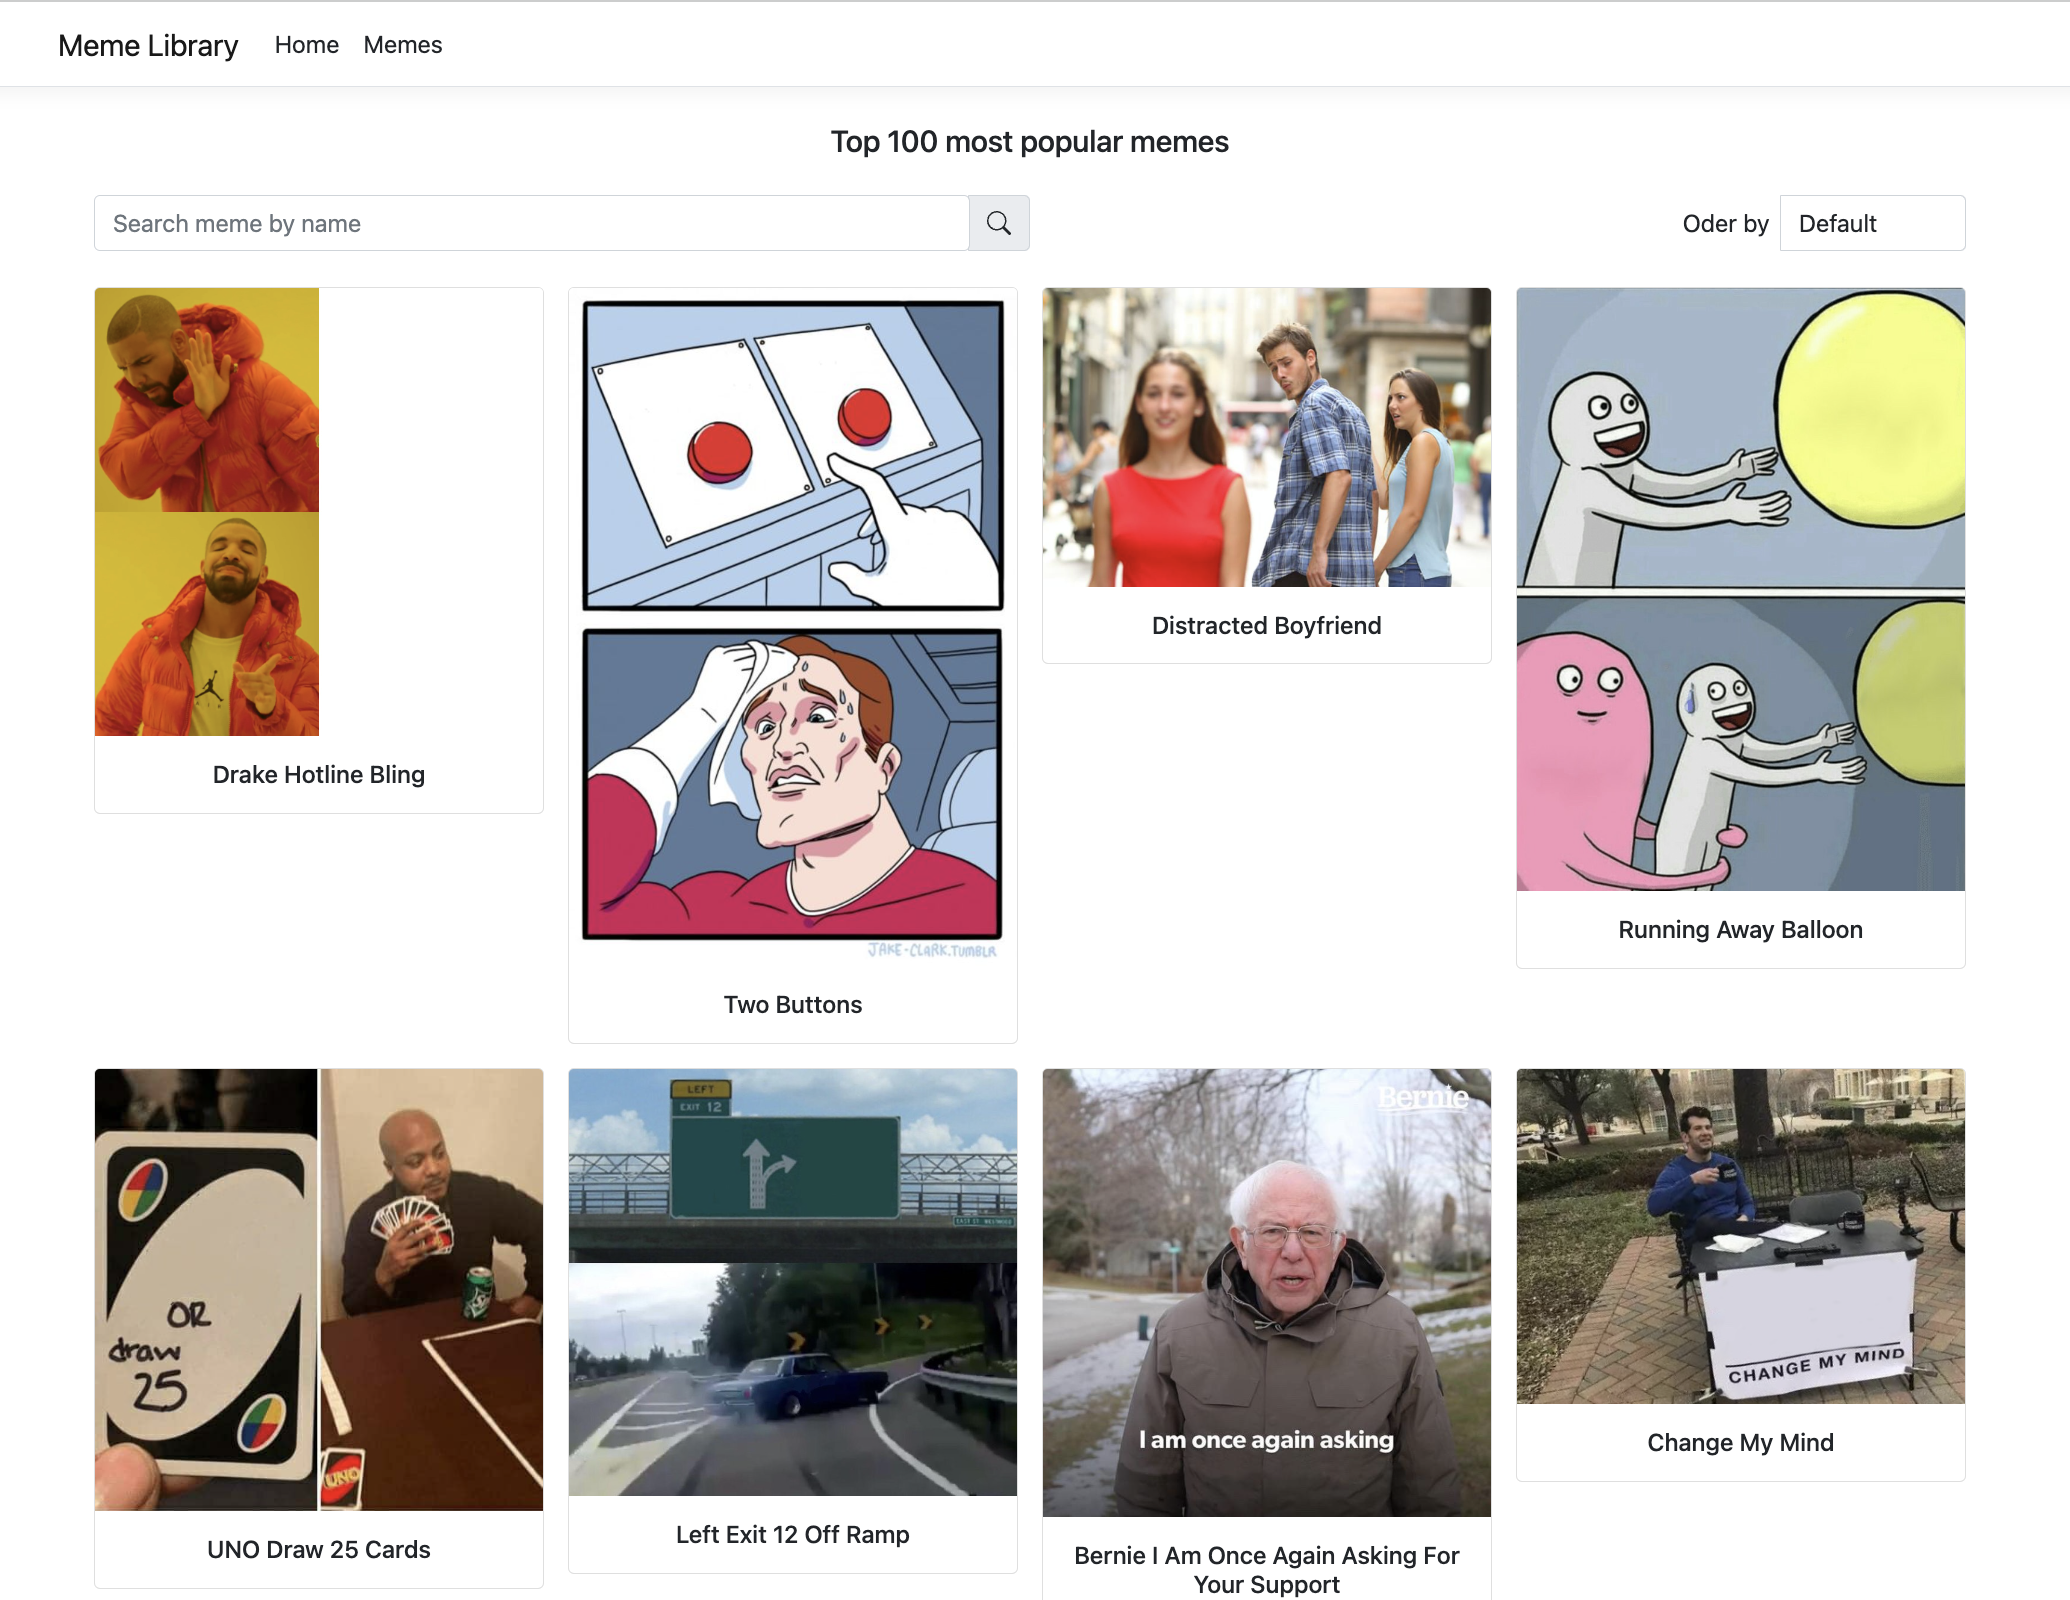 Meme Library Home Memes
Top 100 most popular memes
Search meme by name
Oder by Default
JAKE-CLARK.TUMBLR
Drake Hotline Bling
Two Buttons
Distracted Boyfriend
Running Away Balloon
OR
draw
25
UNO
UNO Draw 25 Cards
LEFT
EXIT 12
Left Exit 12 Off Ramp
Bernie
I am once again asking
Bernie I Am Once Again Asking For
Your Support
CHANGE MY MIND
Change My Mind